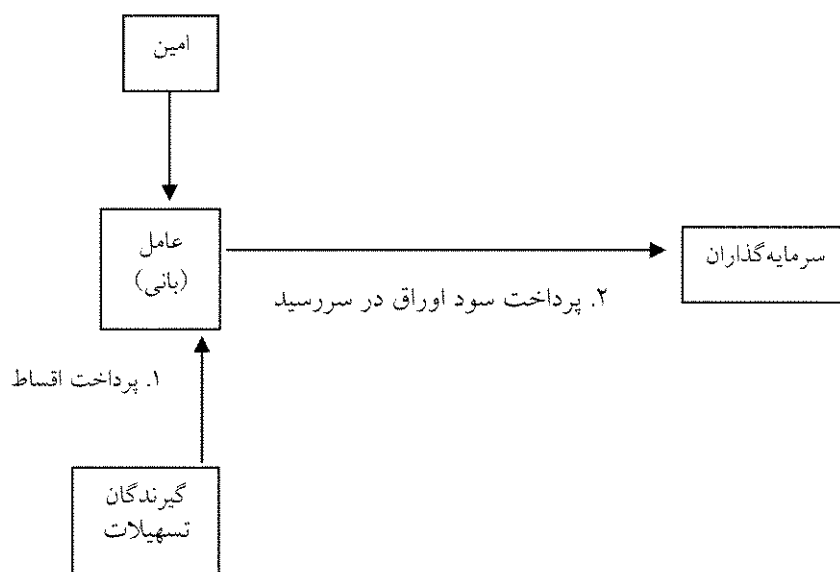 امین
عامل
(بانی)
سرمایه‌گذاران
۲. پرداخت سود اوراق در سررسید
۱. پرداخت اقساط
گیرندگان
تسهیلات